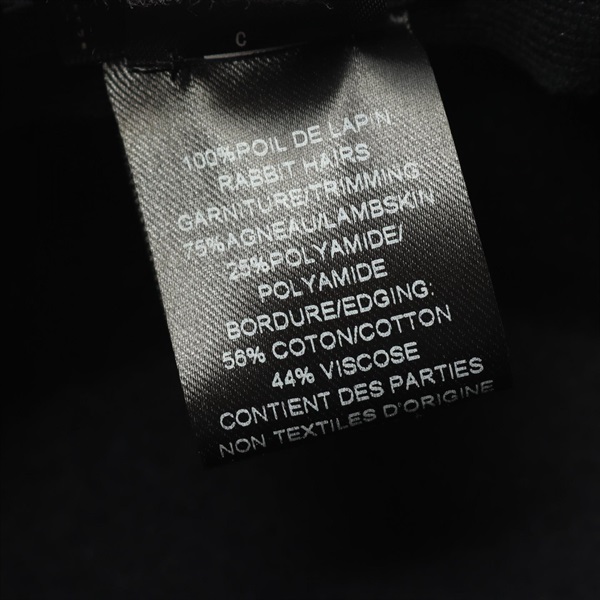 C
100%POIL DE LAPIN
RABBIT HAIRS
GARNITURE/TRIMMING
75%AGNEAU/LAMBSKIN
25%POLYAMIDE/
POLYAMIDE
BORDURE/EDGING:
56% COTON/COTTON
44% VISCOSE
CONTIENT DES PARTIES
NON TEXTILES D'ORIGINE